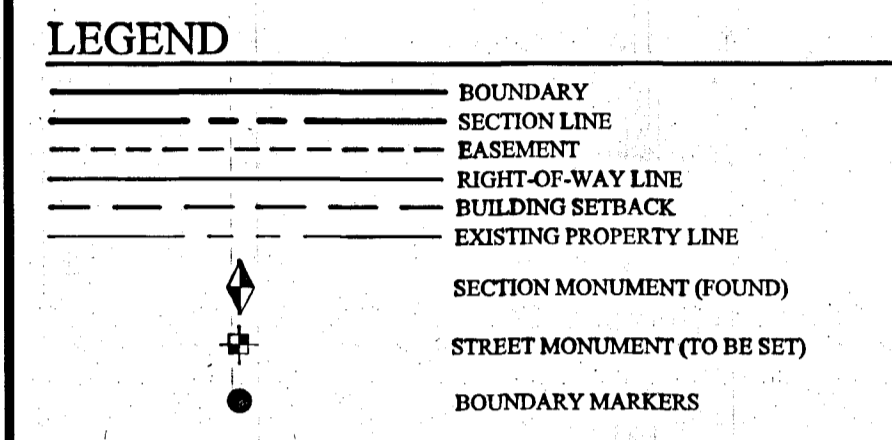 LEGEND
BOUNDARY
SECTION LINE
EASEMENT
RIGHT-OF-WAY LINE
BUILDING SETBACK
EXISTING PROPERTY LINE
SECTION MONUMENT (FOUND)
STREET MONUMENT (TO BE SET)
BOUNDARY MARKERS